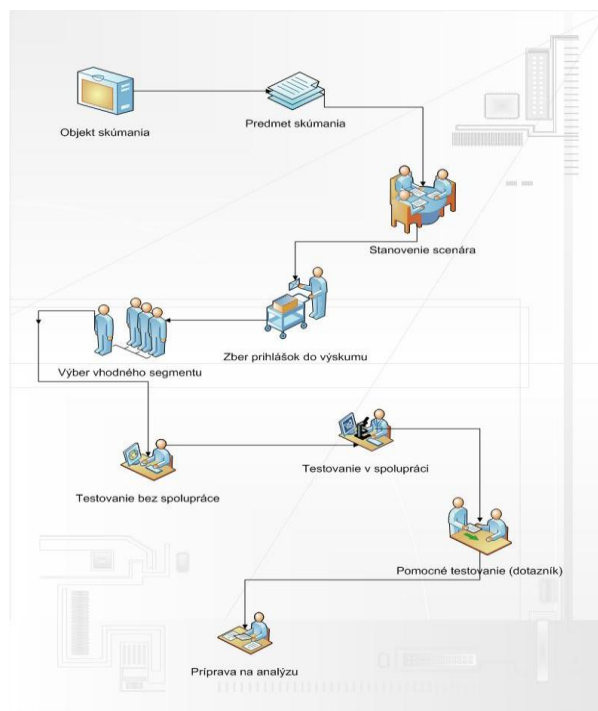 Objekt skúmania
Predmet skúmania
Stanovenie scenára
Zber prihlášok do výskumu
Výber vhodného segmentu
Testovanie v spolupráci
Testovanie bez spolupráce
Pomocné testovanie (dotazník)
Príprava na analýzu